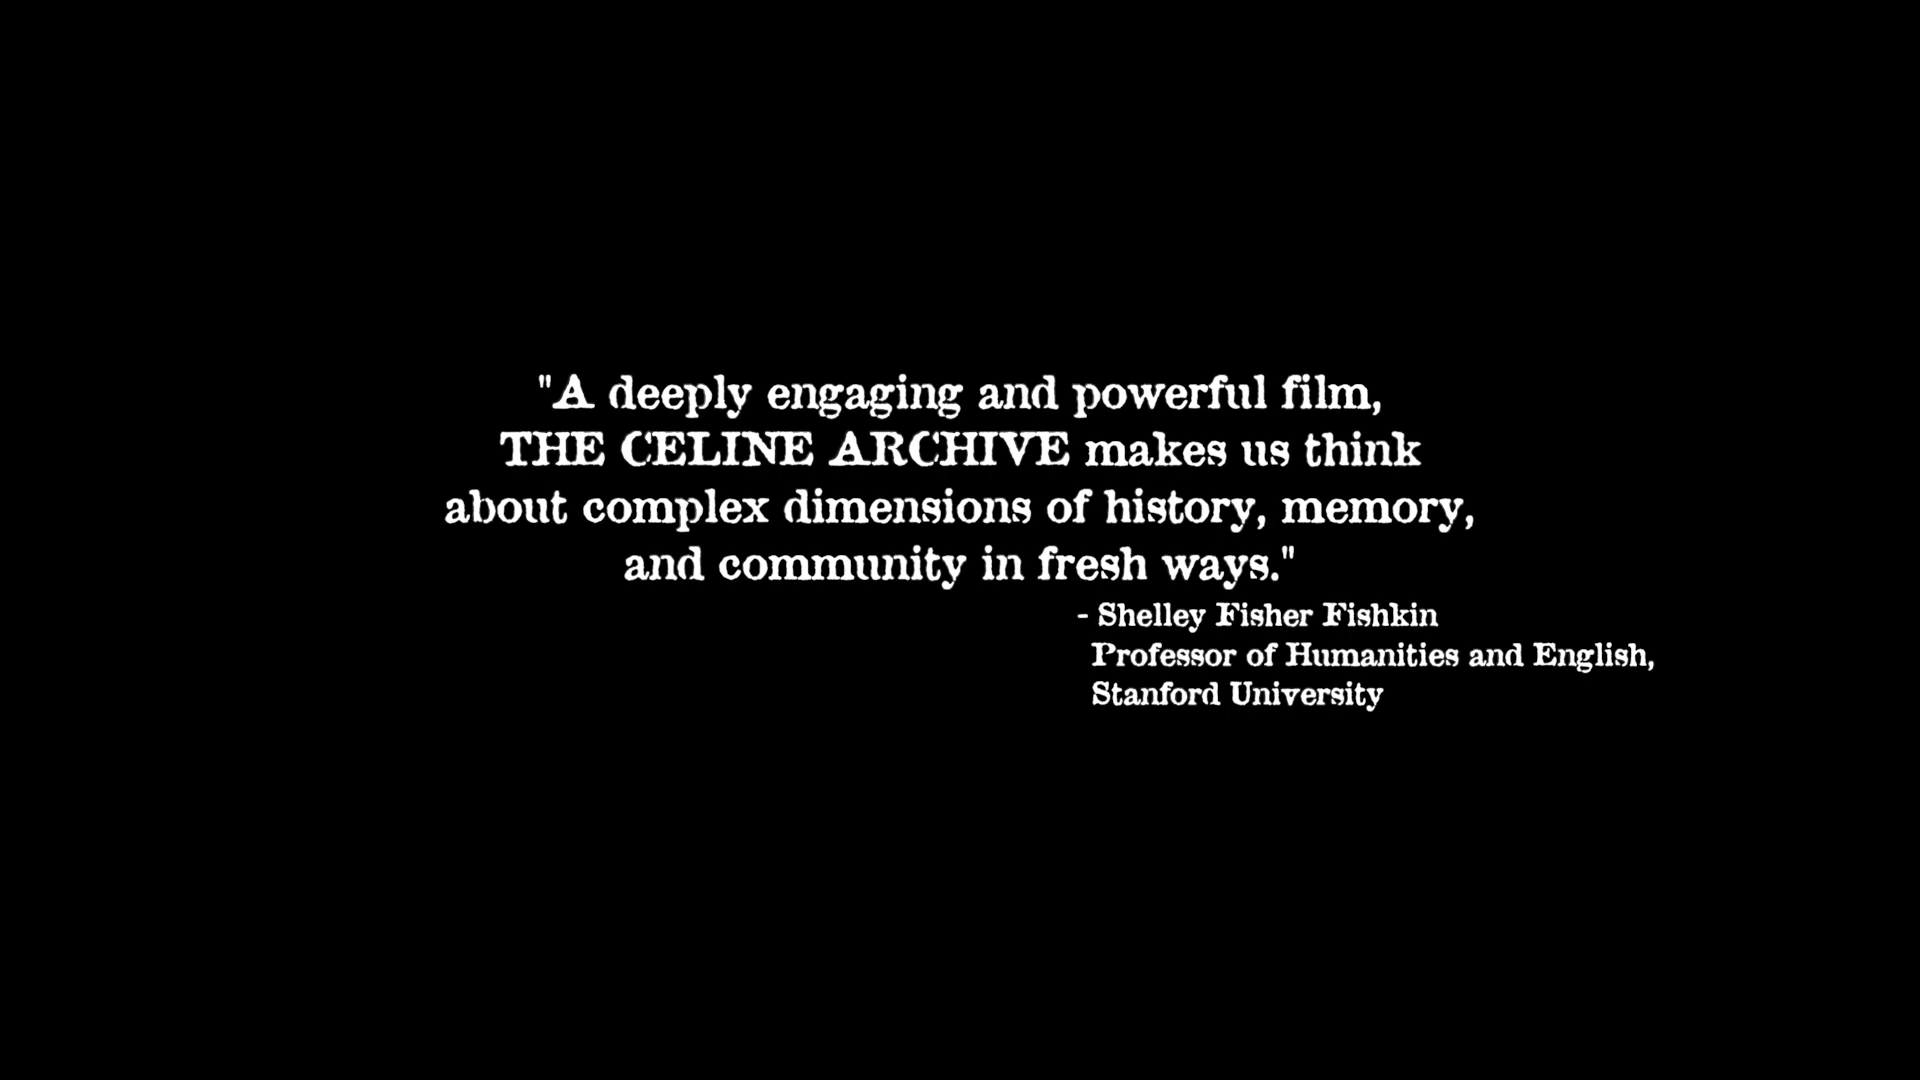 "A deeply engaging and powerful film,
THE CELINE ARCHIVE makes us think
about complex dimensions of history, memory,
and community in fresh ways."
- Shelley Fisher Fishkin
Professor of Humanities and English,
Stanford University